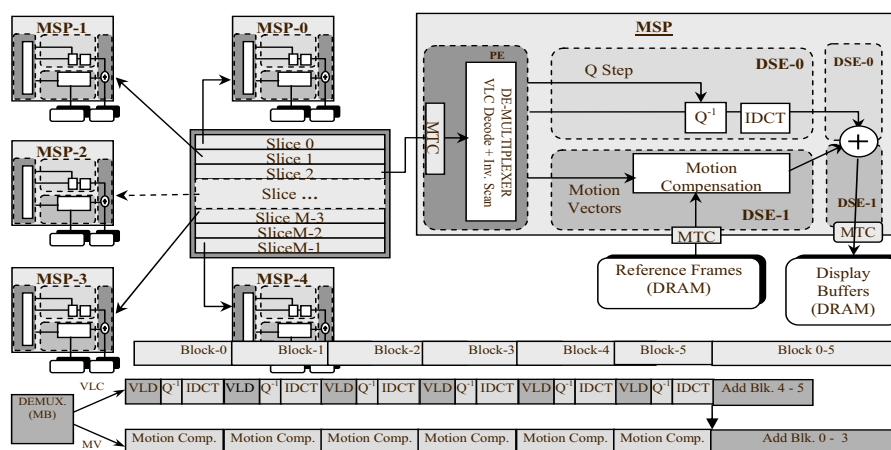 MSP-1
MSP-0
MSP-2
MSP-3
MSP-4
Slice 0
Slice 1
Slice 2
Slice ...
Slice M-3
SliceM-2
SliceM-1
MSP
PE
MTC
DE-MULTIPLEXER
VLC Decode + Inv. Scan
DSE-0
Q Step
Q-1
IDCT
DSE-0
+
Motion
Vectors
Motion
Compensation
DSE-1
DSE-1
MTC
MTC
Reference Frames
(DRAM)
Display
Buffers
(DRAM)
Block-0 Block-1 Block-2 Block-3 Block-4 Block-5 Block 0-5
VLC
VLD Q-1 IDCT VLD Q-1 IDCT VLD Q-1 IDCT VLD Q-1 IDCT VLD Q-1 IDCT VLD Q-1 IDCT Add Blk. 4 - 5
DEMUX.
(MB)
MV
Motion Comp. Motion Comp. Motion Comp. Motion Comp. Motion Comp. Motion Comp. Add Blk. 0 - 3